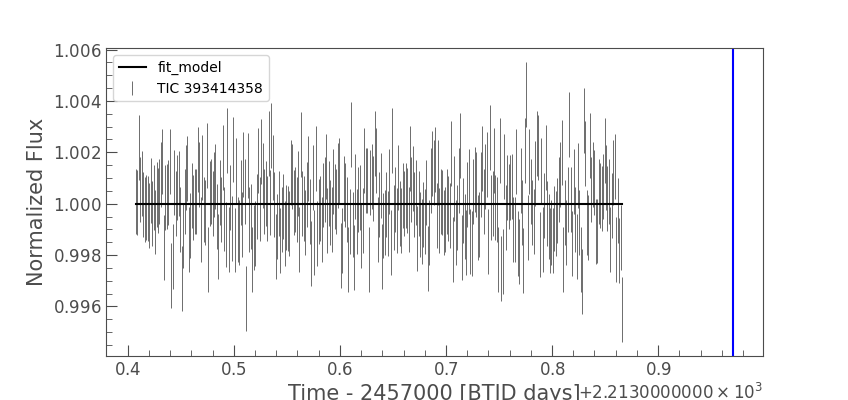 1.006
1.004
1.002
1.000
0.998
0.996
Normalized Flux
fit_model
TIC 393414358
0.4
0.5
0.6
0.7
0.8
0.9
Time - 2457000 [BTJD days]
+2.2130000000 × 10³